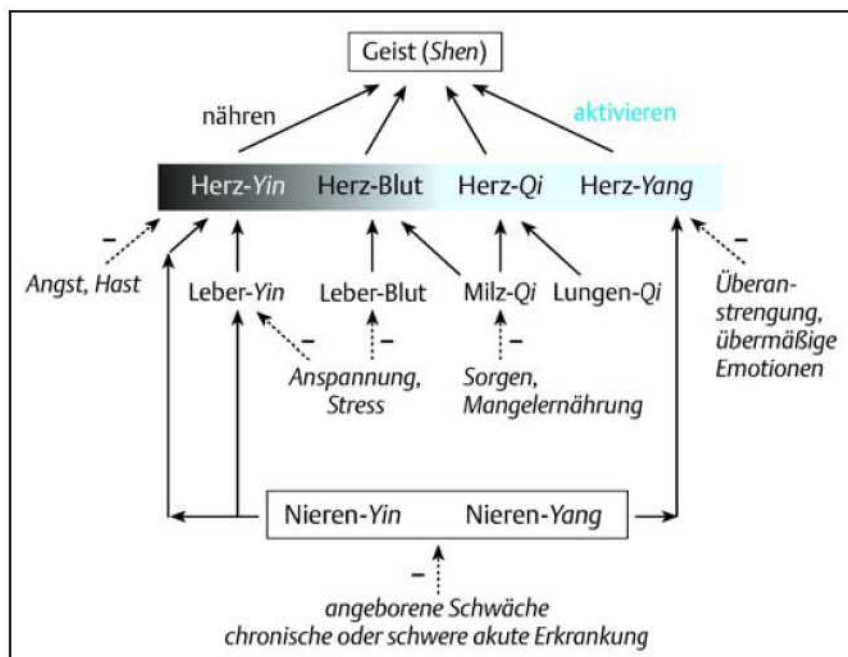 Geist (Shen)
nähren
aktivieren
Herz-Yin Herz-Blut Herz-Qi Herz-Yang
–
–
Angst, Hast
Leber-Yin Leber-Blut Milz-Qi Lungen-Qi
Überan-
strengung,
übermäßige
Emotionen
– – –
Anspannung,
Stress
Sorgen,
Mangelernährung
Nieren-Yin Nieren-Yang
–
angeborene Schwäche
chronische oder schwere akute Erkrankung